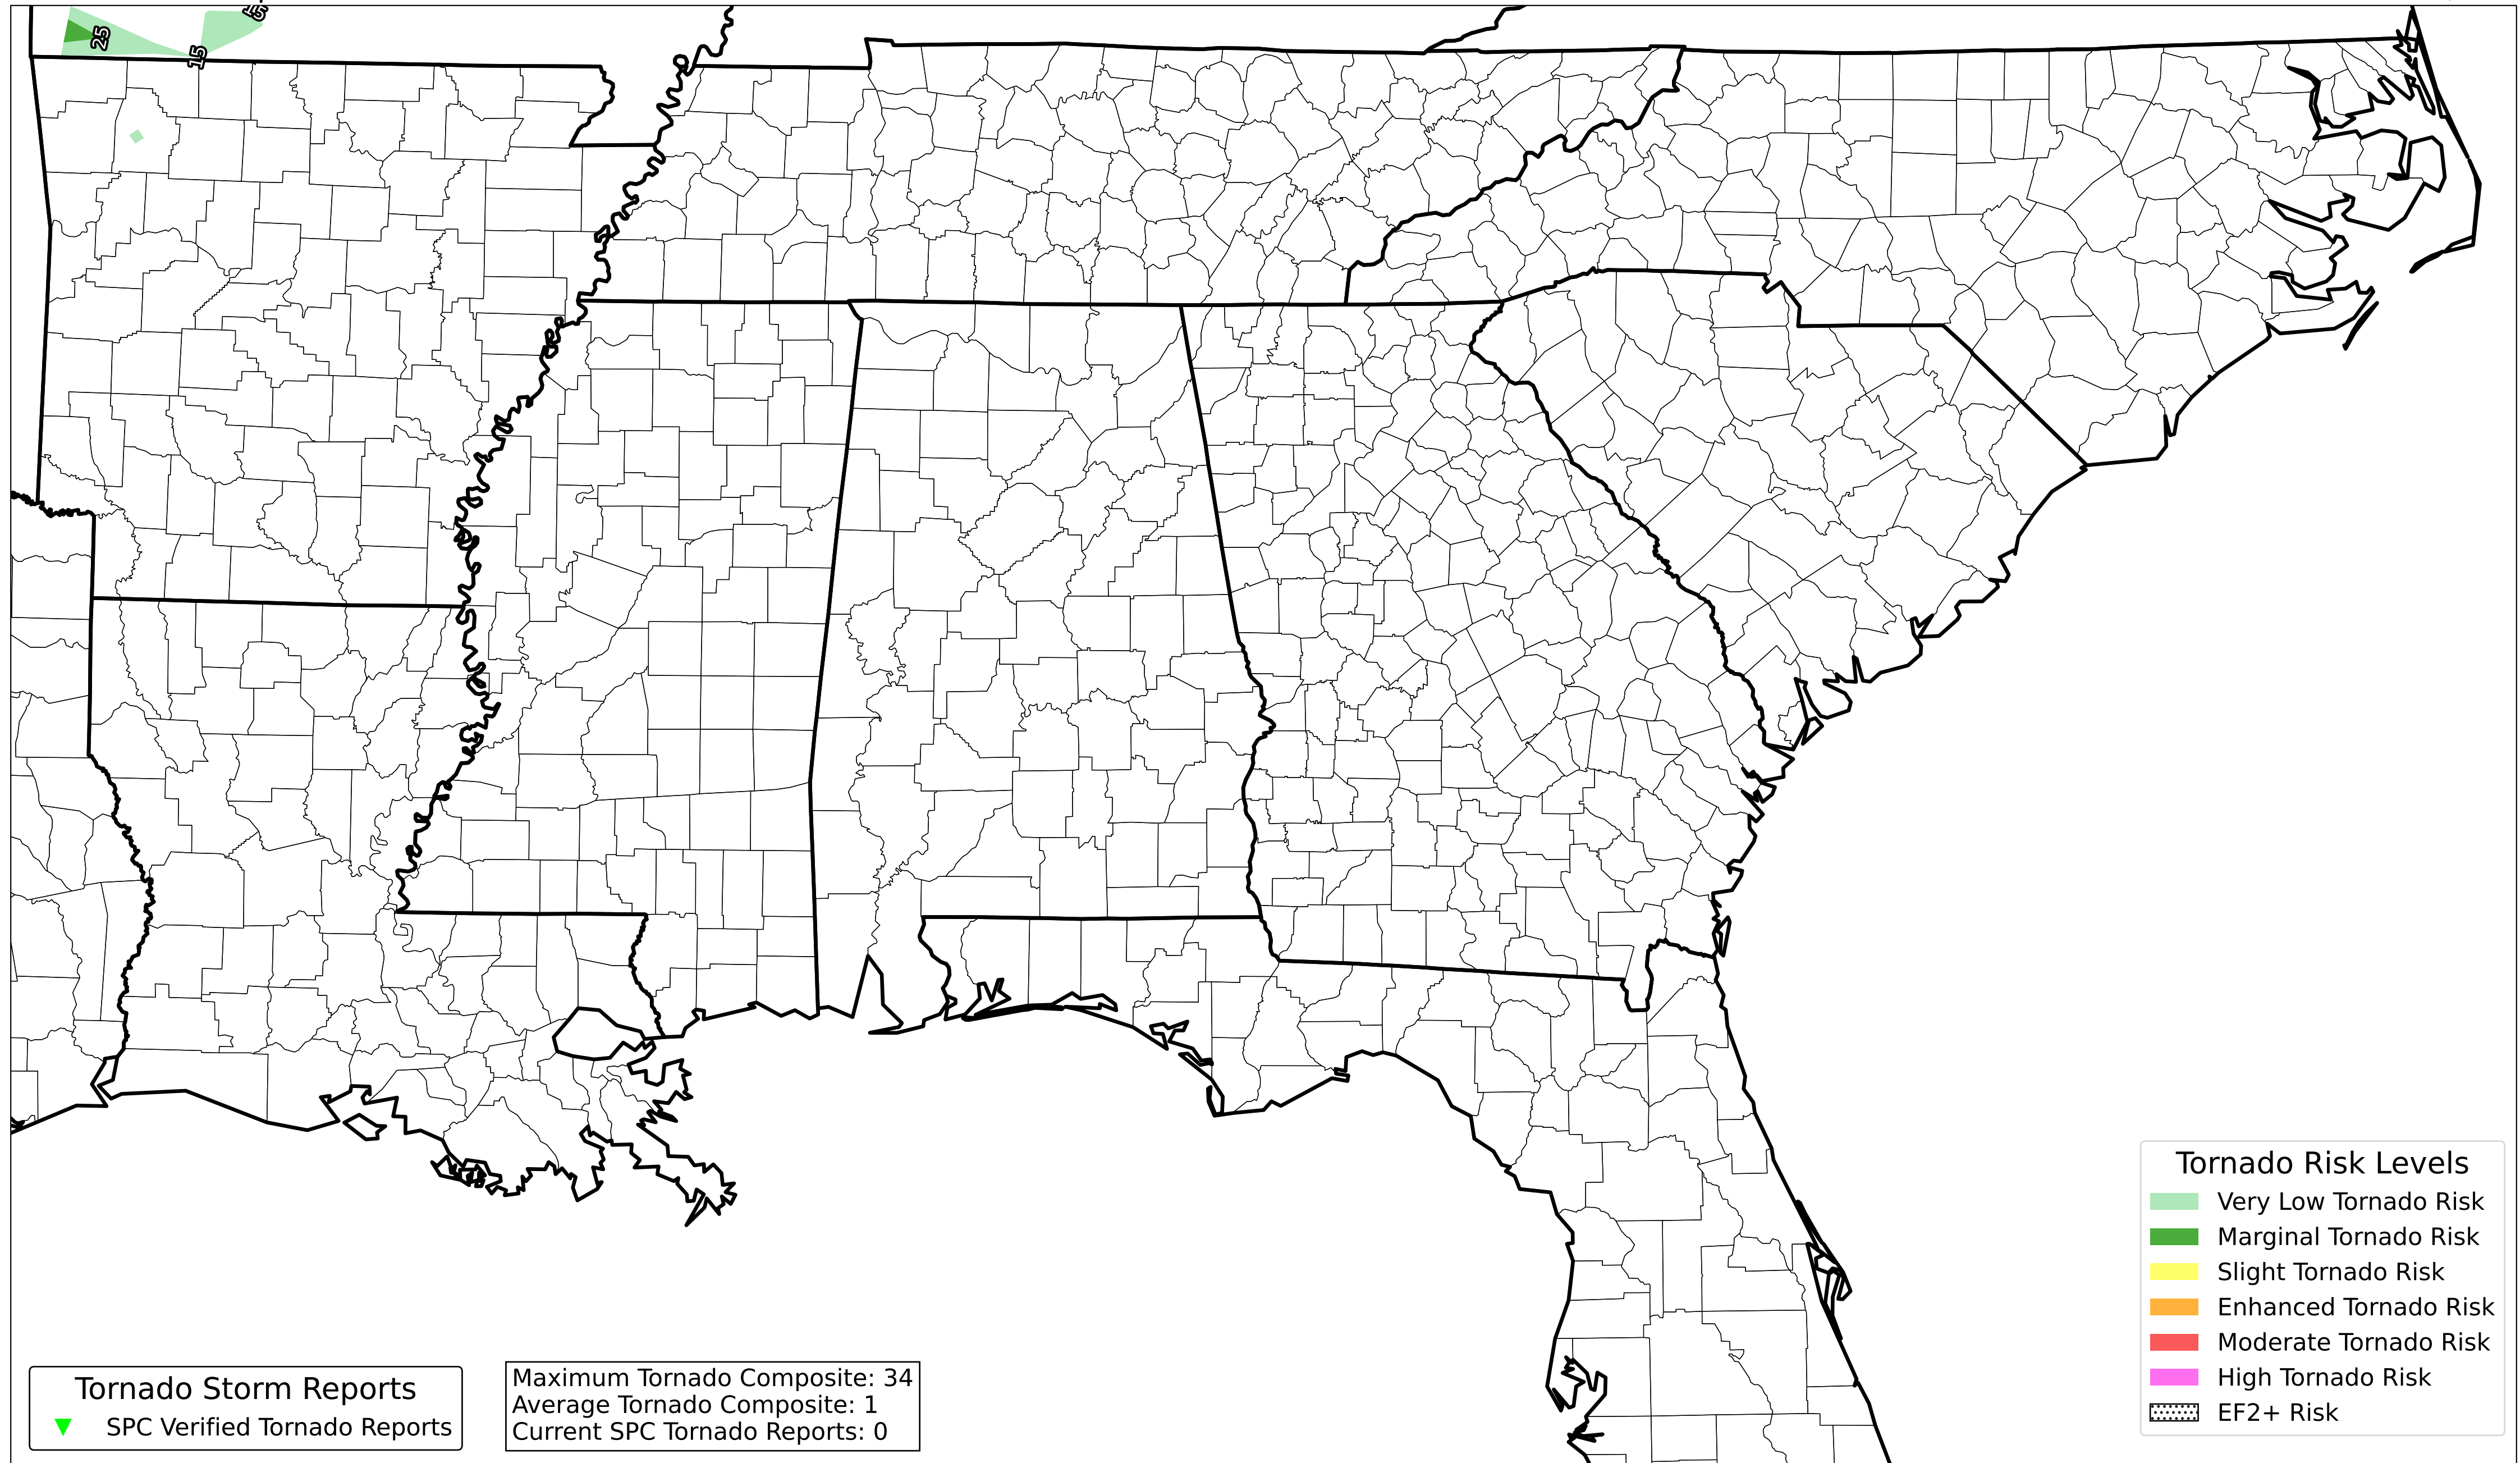 15
25
15
Tornado Risk Levels
Very Low Tornado Risk
Marginal Tornado Risk
Slight Tornado Risk
Enhanced Tornado Risk
Moderate Tornado Risk
High Tornado Risk
EF2+ Risk
Tornado Storm Reports
SPC Verified Tornado Reports
Maximum Tornado Composite: 34
Average Tornado Composite: 1
Current SPC Tornado Reports: 0